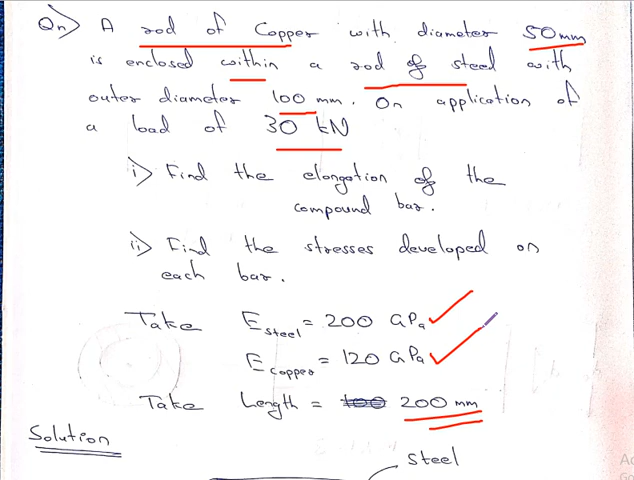 Qn) A rod of Copper with diameter 50mm
is enclosed within a rod of steel with
outer diameter 100 mm. On application of
a load of 30 kN
i) Find the elongation of the
compound bar.
ii) Find the stresses developed on
each bar.
Take E steel = 200 GPa
E copper = 120 GPa
Take Length = 100 200 mm
Solution
steel